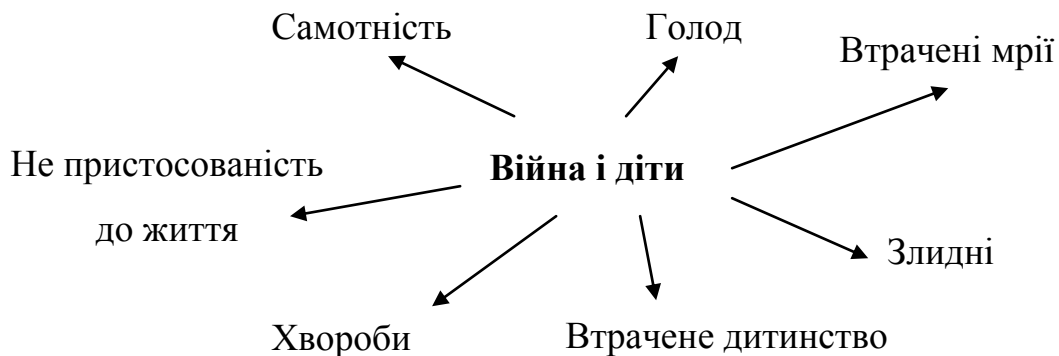 Самотність
Голод
Втрачені мрії
Не пристосованість
до життя
Війна і діти
Злидні
Хвороби
Втрачене дитинство